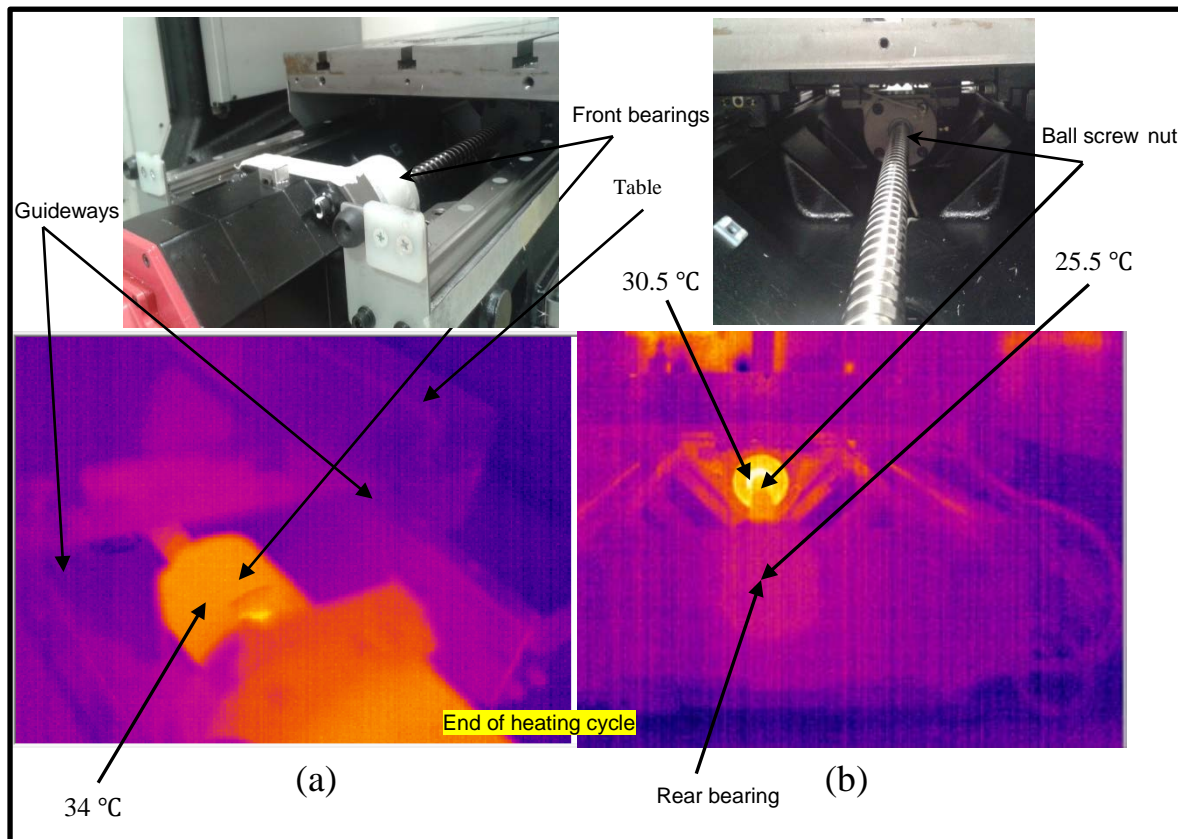 Front bearings
Ball screw nut
Table
Guideways
30.5 ℃
25.5 ℃
End of heating cycle
(a)
(b)
34 ℃
Rear bearing